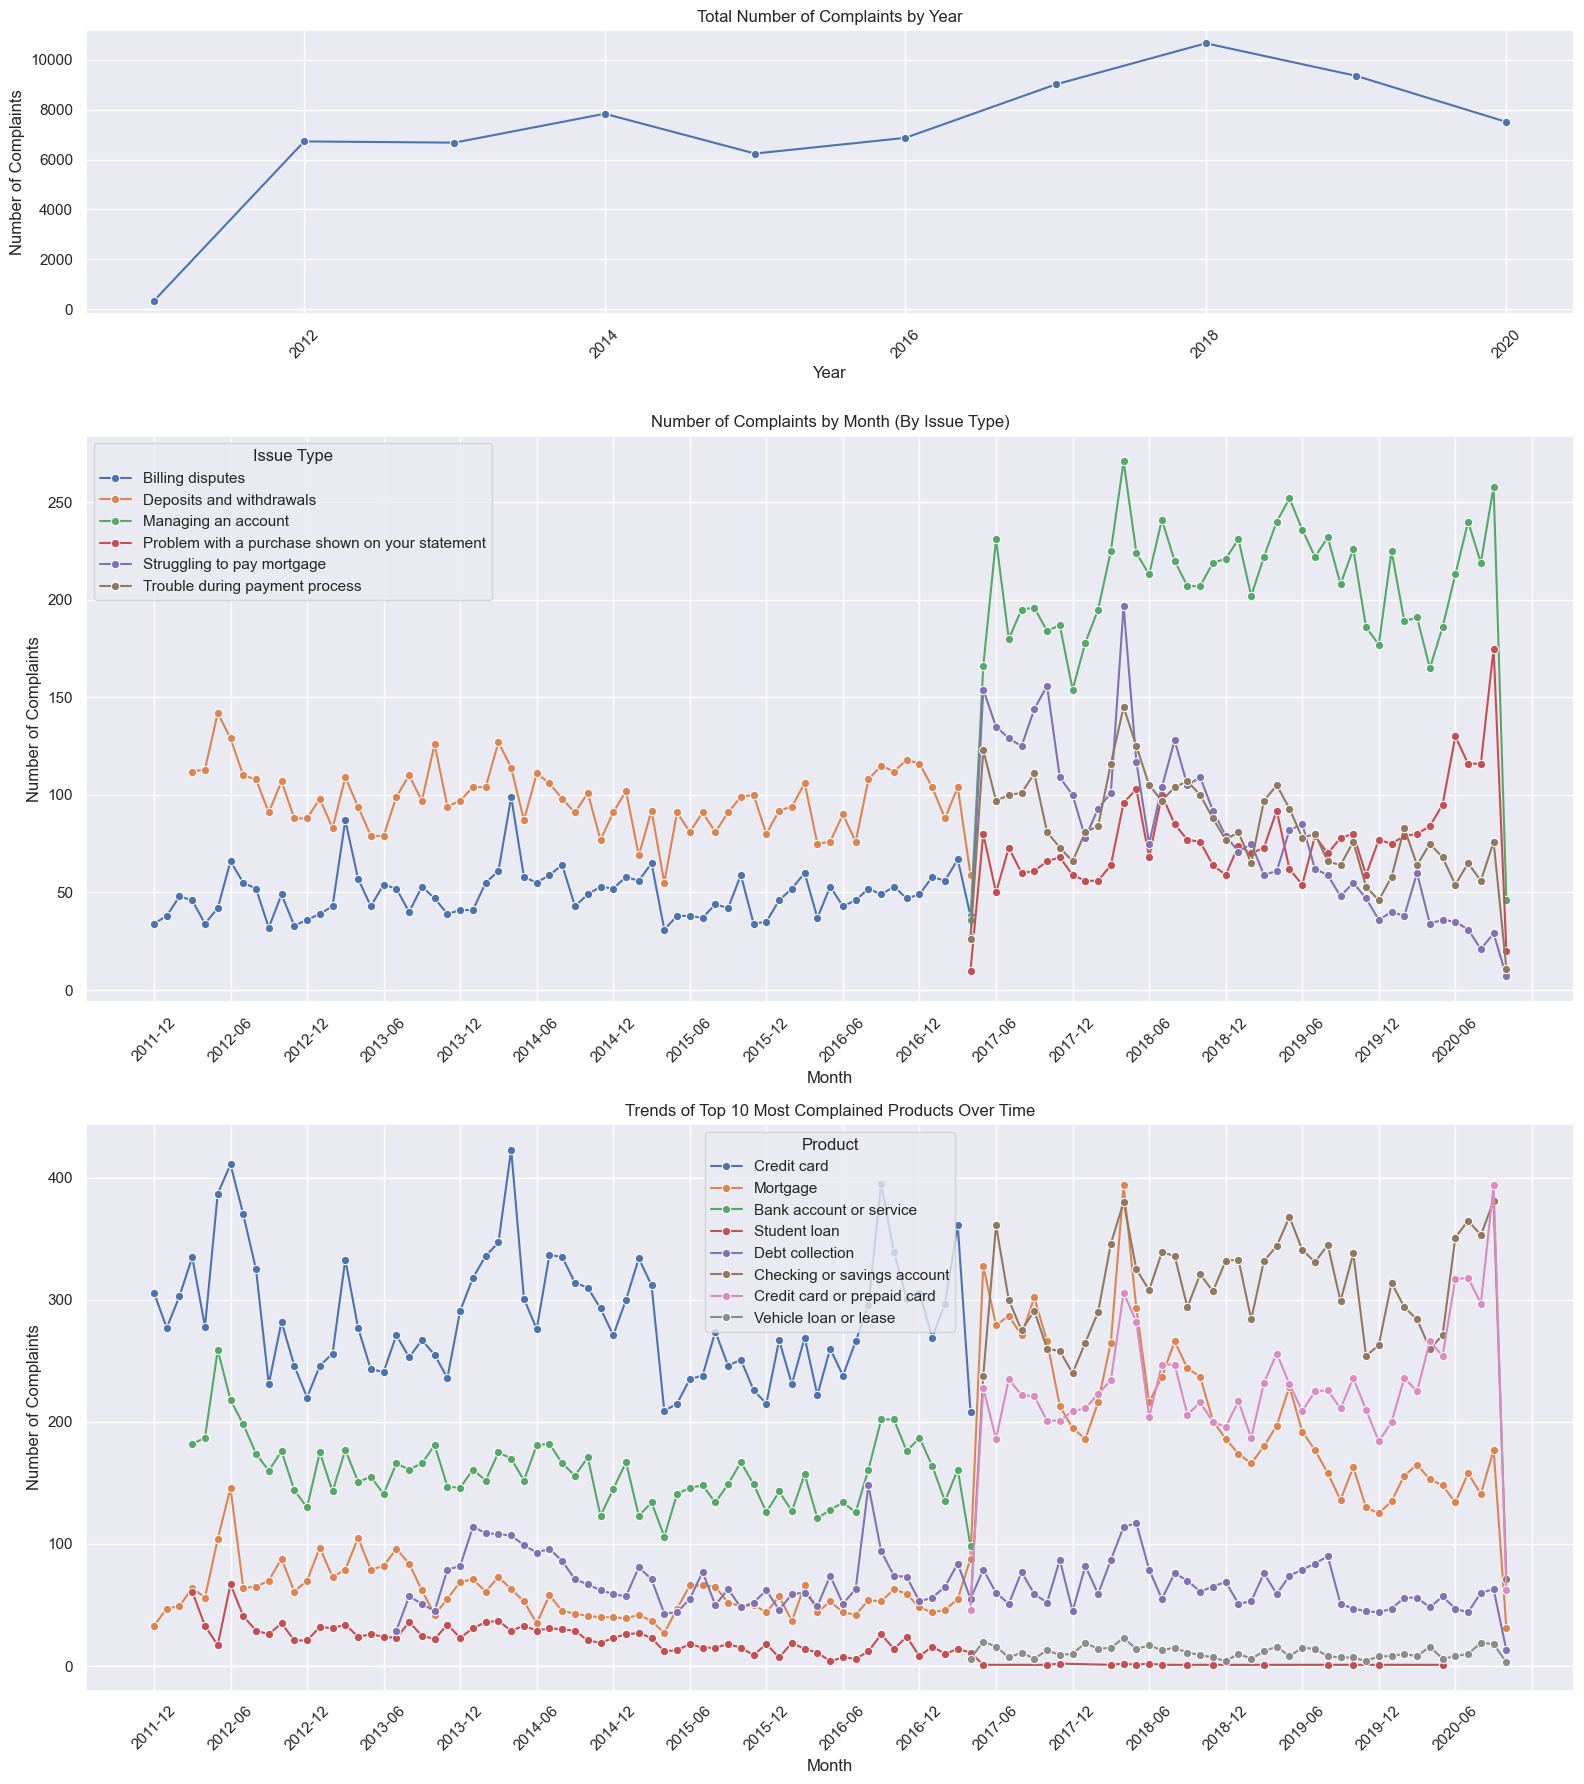 Total Number of Complaints by Year
Number of Complaints
10000
8000
6000
4000
2000
0
2012
2014
2016
2018
2020
Year
Number of Complaints by Month (By Issue Type)
Issue Type
Billing disputes
Deposits and withdrawals
Managing an account
Problem with a purchase shown on your statement
Struggling to pay mortgage
Trouble during payment process
Number of Complaints
250
200
150
100
50
0
2011-12
2012-06
2012-12
2013-06
2013-12
2014-06
2014-12
2015-06
2015-12
2016-06
2016-12
2017-06
2017-12
2018-06
2018-12
2019-06
2019-12
2020-06
Month
Trends of Top 10 Most Complained Products Over Time
Product
Credit card
Mortgage
Bank account or service
Student loan
Debt collection
Checking or savings account
Credit card or prepaid card
Vehicle loan or lease
Number of Complaints
400
300
200
100
0
2011-12
2012-06
2012-12
2013-06
2013-12
2014-06
2014-12
2015-06
2015-12
2016-06
2016-12
2017-06
2017-12
2018-06
2018-12
2019-06
2019-12
2020-06
Month